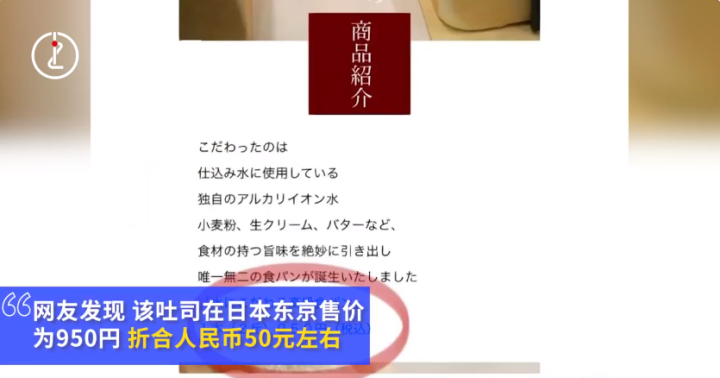 商品紹介
こだわったのは
仕込み水に使用している
独自のアルカリイオン水
小麦粉、生クリーム、バターなど、
食材の持つ旨味を絶妙に引き出し
唯一無二の食パンが誕生いたしました
網友发现 该吐司在日本东京售价
为950円 折合人民币50元左右